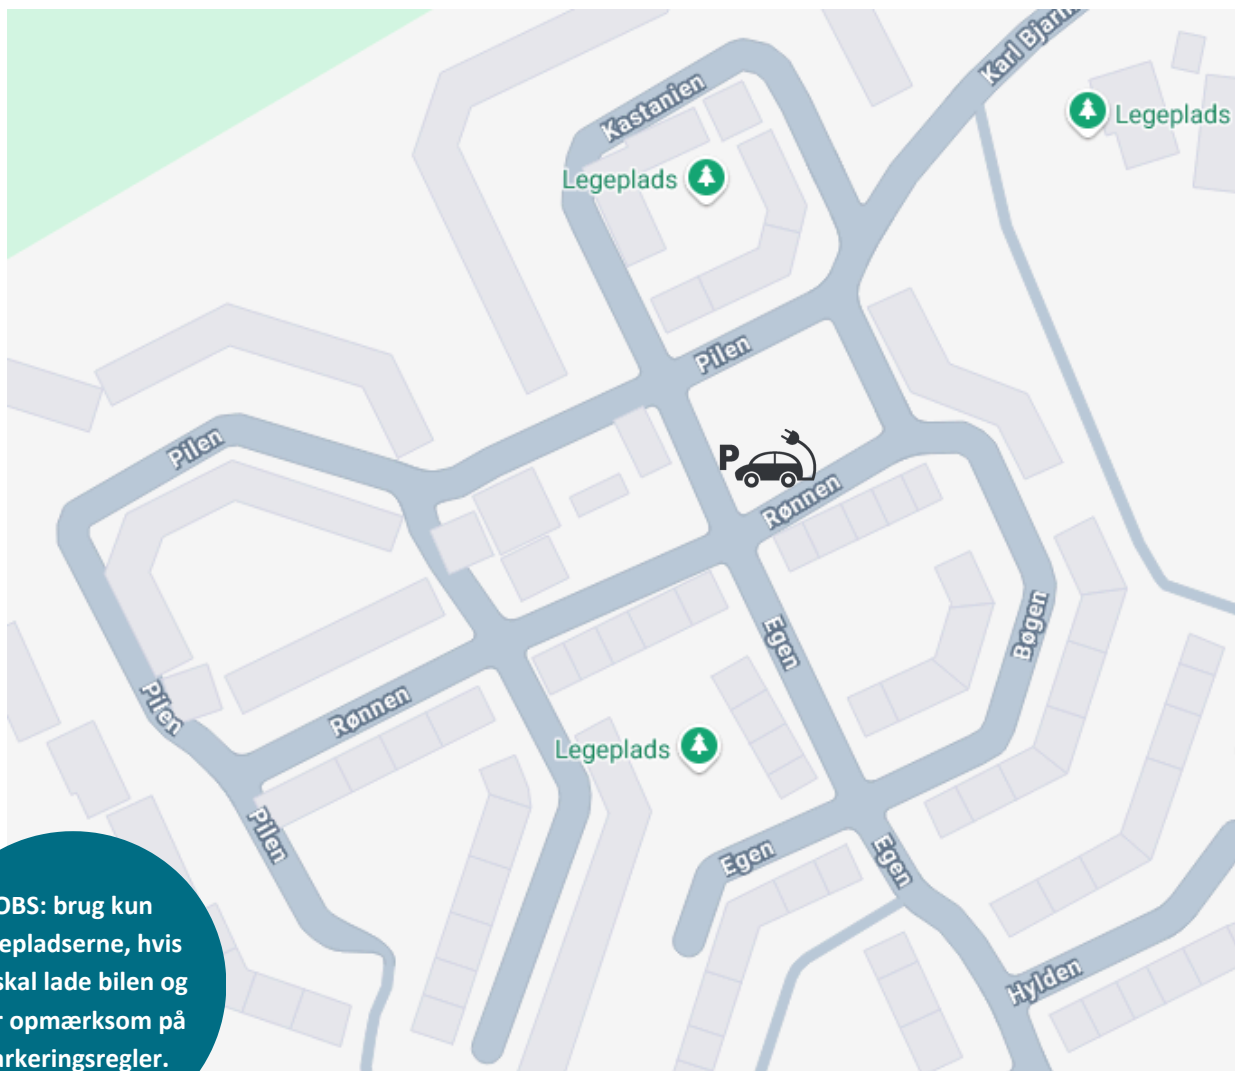 Karl Bjarn
Kastanien
Legeplads
Legeplads
Pilen
Pilen
P
Rønnen
Egen
Bøgen
Pilen
Rønnen
Legeplads
Pilen
Egen
Egen
Hylden
OBS: brug kun
epladserne, hvis
skal lade bilen og
r opmærksom på
arkeringsregler.